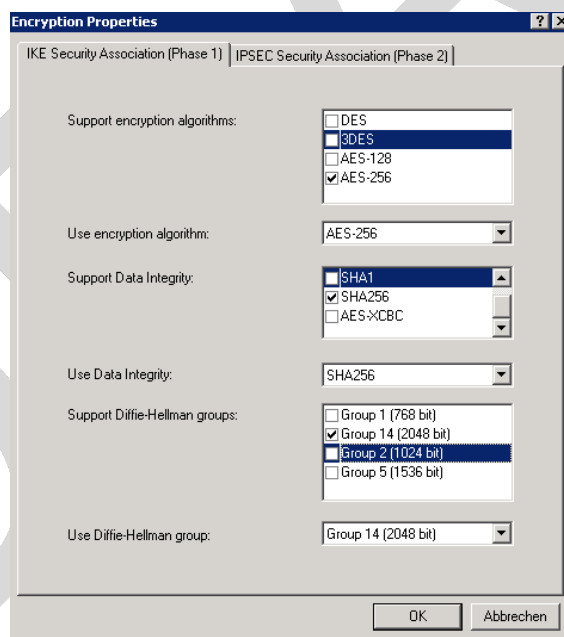 Encryption Properties
IKE Security Association (Phase 1)
IPSEC Security Association (Phase 2)
Support encryption algorithms:
DES
3DES
AES-128
AES-256
Use encryption algorithm:
AES-256
Support Data Integrity:
SHA1
SHA256
AES-XCBC
Use Data Integrity:
SHA256
Support Diffie-Hellman groups:
Group 1 (768 bit)
Group 14 (2048 bit)
Group 2 (1024 bit)
Group 5 (1536 bit)
Use Diffie-Hellman group:
Group 14 (2048 bit)
OK
Abbrechen